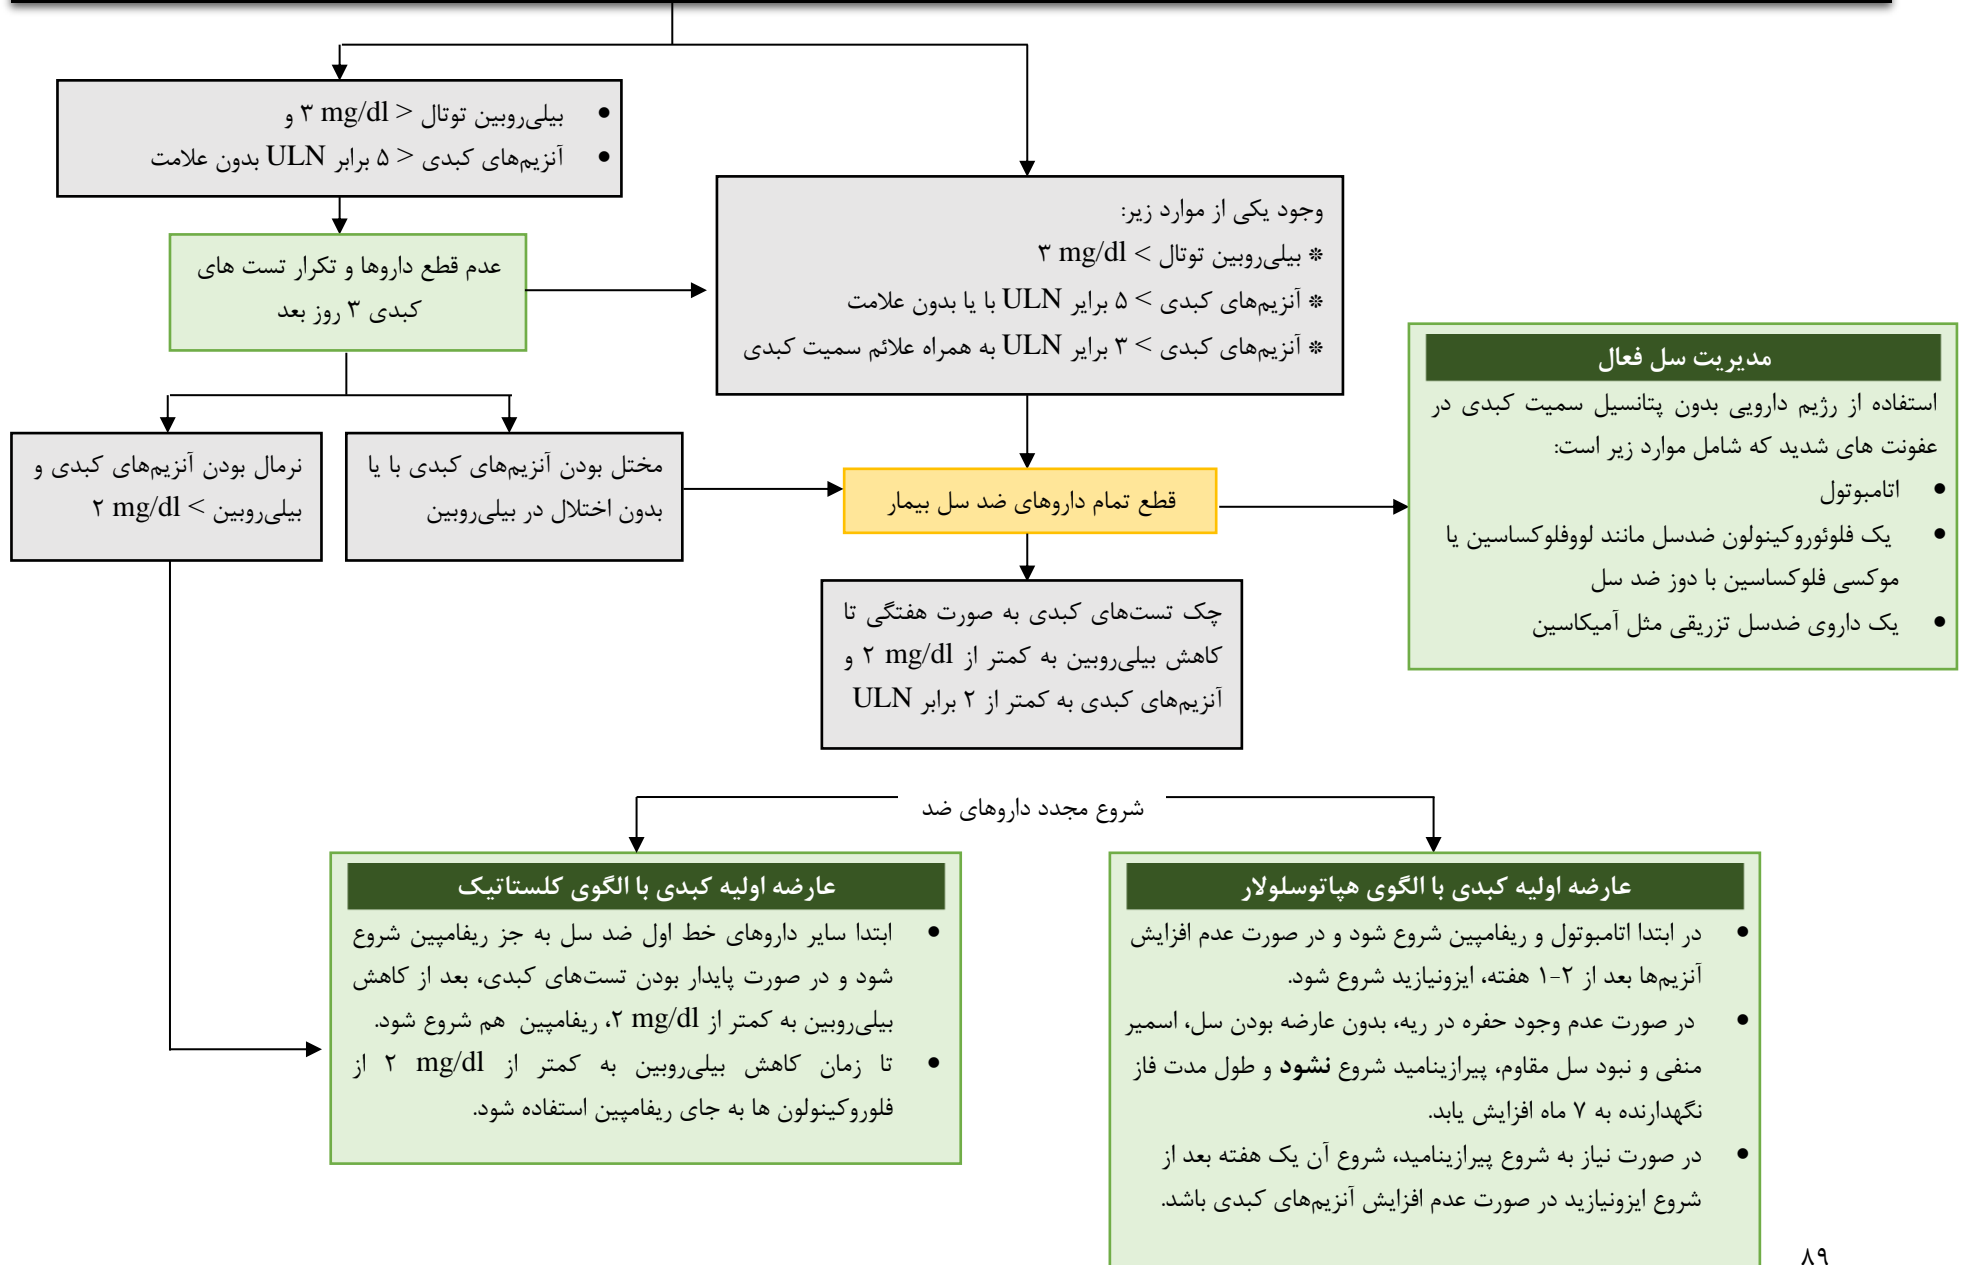 بیلی‌روبین توتال < ۳ mg/dl و
آنزیم‌های کبدی < ۵ برابر ULN بدون علامت
عدم قطع داروها و تکرار تست های
کبدی ۳ روز بعد
وجود یکی از موارد زیر:
* بیلی‌روبین توتال > ۳ mg/dl
* آنزیم‌های کبدی > ۵ برابر ULN با یا بدون علامت
* آنزیم‌های کبدی > ۳ برابر ULN به همراه علائم سمیت کبدی
مدیریت سل فعال
استفاده از رژیم دارویی بدون پتانسیل سمیت کبدی در
عفونت های شدید که شامل موارد زیر است:
• اتامبوتول
• یک فلوئوروکینولون ضدسل مانند لووفلوکساسین یا
موکسی فلوکساسین با دوز ضد سل
• یک داروی ضدسل تزریقی مثل آمیکاسین
مختل بودن آنزیم‌های کبدی با یا
بدون اختلال در بیلی‌روبین
نرمال بودن آنزیم‌های کبدی و
بیلی‌روبین > ۲ mg/dl
قطع تمام داروهای ضد سل بیمار
چک تست‌های کبدی به صورت هفتگی تا
کاهش بیلی‌روبین به کمتر از ۲ mg/dl و
آنزیم‌های کبدی به کمتر از ۲ برابر ULN
شروع مجدد داروهای ضد
عارضه اولیه کبدی با الگوی هپاتوسلولار
• در ابتدا اتامبوتول و ریفامپین شروع شود و در صورت عدم افزایش
آنزیم‌ها بعد از ۲-۱ هفته، ایزونیازید شروع شود.
• در صورت عدم وجود حفره در ریه، بدون عارضه بودن سل، اسمیر
منفی و نبود سل مقاوم، پیرازینامید شروع نشود و طول مدت فاز
نگهدارنده به ۷ ماه افزایش یابد.
• در صورت نیاز به شروع پیرازینامید، شروع آن یک هفته بعد از
شروع ایزونیازید در صورت عدم افزایش آنزیم‌های کبدی باشد.
عارضه اولیه کبدی با الگوی کلستاتیک
• ابتدا سایر داروهای خط اول ضد سل به جز ریفامپین شروع
شود و در صورت پایدار بودن تست‌های کبدی، بعد از کاهش
بیلی‌روبین به کمتر از ۲ mg/dl، ریفامپین هم شروع شود.
• تا زمان کاهش بیلی‌روبین به کمتر از ۲ mg/dl از
فلوروکینولون ها به جای ریفامپین استفاده شود.
۸۹